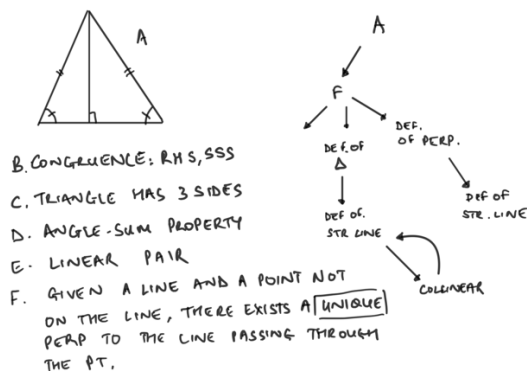 A
B. CONGRUENCE: RHS, SSS
C. TRIANGLE HAS 3 SIDES
D. ANGLE-SUM PROPERTY
E. LINEAR PAIR
F. GIVEN A LINE AND A POINT NOT
ON THE LINE, THERE EXISTS A UNIQUE
PERP TO THE LINE PASSING THROUGH
THE PT.
A
F
DEF. OF
Δ
DEF.
OF PERP.
DEF OF.
STR LINE
DEF OF
STR. LINE
COLLINEAR